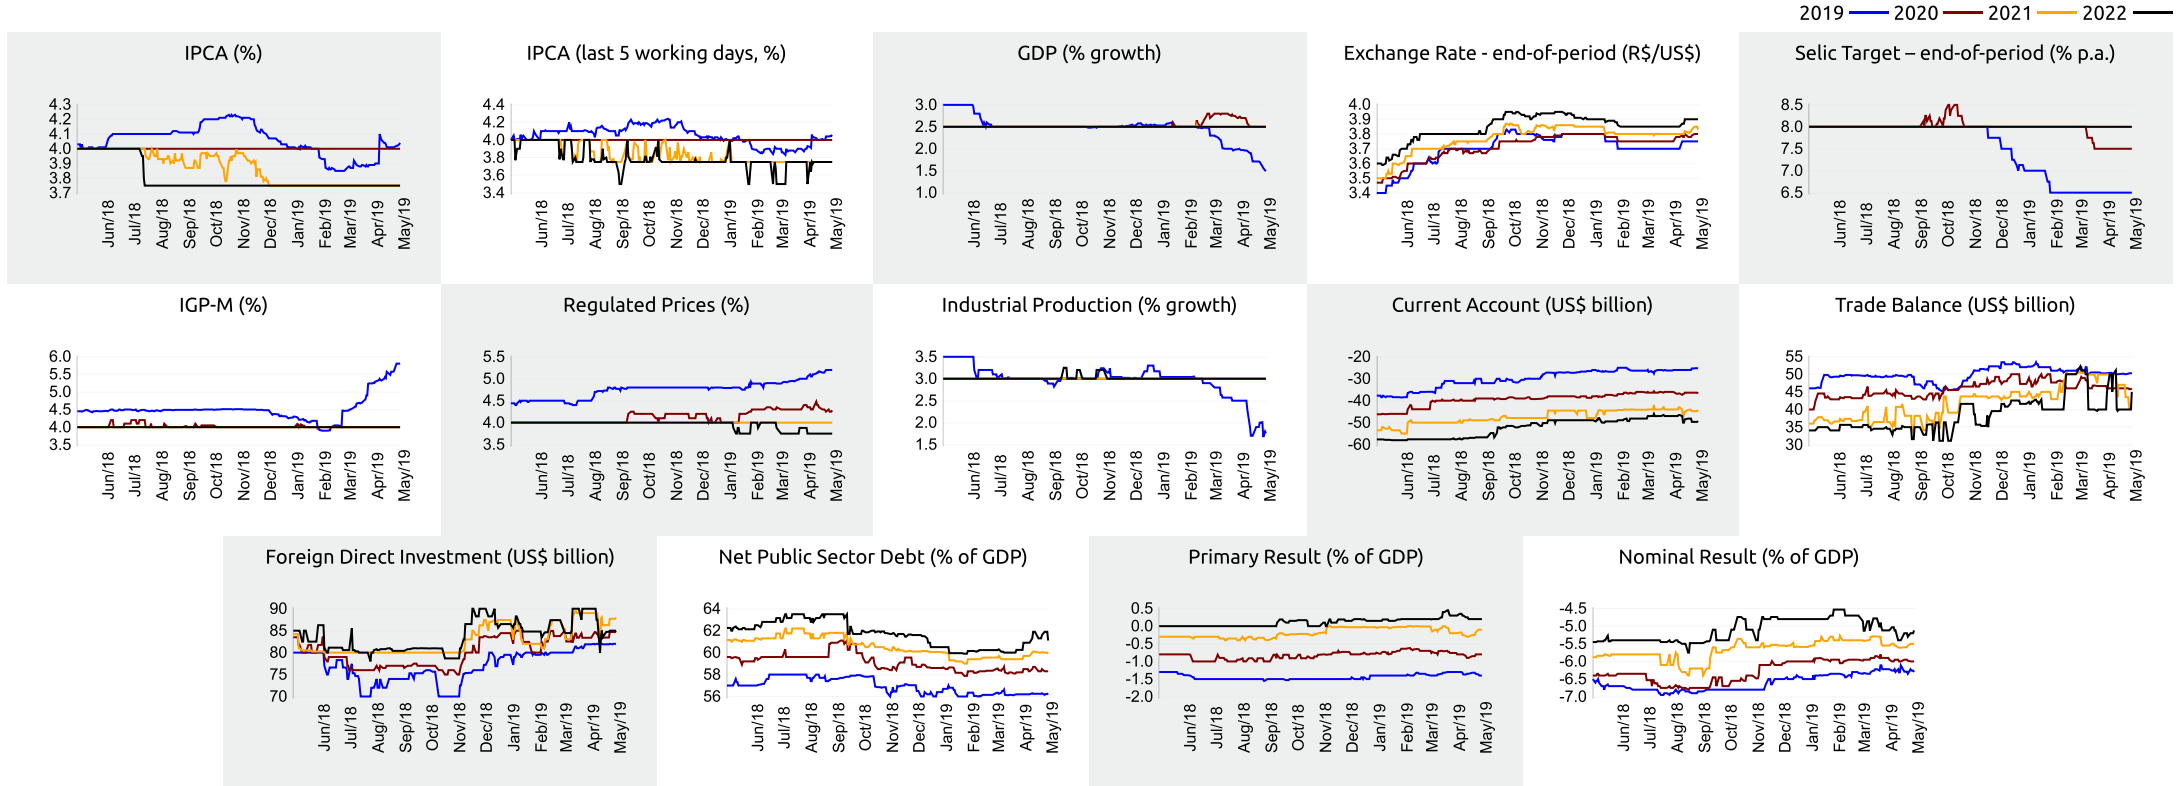 2019 2020 2021 2022
IPCA (%)
4.3
4.2
4.1
4.0
3.9
3.8
3.7
Jun/18 Jul/18 Aug/18 Sep/18 Oct/18 Nov/18 Dec/18 Jan/19 Feb/19 Mar/19 Apr/19 May/19
IPCA (last 5 working days, %)
4.4
4.2
4.0
3.8
3.6
3.4
Jun/18 Jul/18 Aug/18 Sep/18 Oct/18 Nov/18 Dec/18 Jan/19 Feb/19 Mar/19 Apr/19 May/19
GDP (% growth)
3.0
2.5
2.0
1.5
1.0
Jun/18 Jul/18 Aug/18 Sep/18 Oct/18 Nov/18 Dec/18 Jan/19 Feb/19 Mar/19 Apr/19 May/19
Exchange Rate - end-of-period (R$/US$)
4.0
3.9
3.8
3.7
3.6
3.5
3.4
Jun/18 Jul/18 Aug/18 Sep/18 Oct/18 Nov/18 Dec/18 Jan/19 Feb/19 Mar/19 Apr/19 May/19
Selic Target – end-of-period (% p.a.)
8.5
8.0
7.5
7.0
6.5
Jun/18 Jul/18 Aug/18 Sep/18 Oct/18 Nov/18 Dec/18 Jan/19 Feb/19 Mar/19 Apr/19 May/19
IGP-M (%)
6.0
5.5
5.0
4.5
4.0
3.5
Jun/18 Jul/18 Aug/18 Sep/18 Oct/18 Nov/18 Dec/18 Jan/19 Feb/19 Mar/19 Apr/19 May/19
Regulated Prices (%)
5.5
5.0
4.5
4.0
3.5
Jun/18 Jul/18 Aug/18 Sep/18 Oct/18 Nov/18 Dec/18 Jan/19 Feb/19 Mar/19 Apr/19 May/19
Industrial Production (% growth)
3.5
3.0
2.5
2.0
1.5
Jun/18 Jul/18 Aug/18 Sep/18 Oct/18 Nov/18 Dec/18 Jan/19 Feb/19 Mar/19 Apr/19 May/19
Current Account (US$ billion)
-20
-30
-40
-50
-60
Jun/18 Jul/18 Aug/18 Sep/18 Oct/18 Nov/18 Dec/18 Jan/19 Feb/19 Mar/19 Apr/19 May/19
Trade Balance (US$ billion)
55
50
45
40
35
30
Jun/18 Jul/18 Aug/18 Sep/18 Oct/18 Nov/18 Dec/18 Jan/19 Feb/19 Mar/19 Apr/19 May/19
Foreign Direct Investment (US$ billion)
90
85
80
75
70
Jun/18 Jul/18 Aug/18 Sep/18 Oct/18 Nov/18 Dec/18 Jan/19 Feb/19 Mar/19 Apr/19 May/19
Net Public Sector Debt (% of GDP)
64
62
60
58
56
Jun/18 Jul/18 Aug/18 Sep/18 Oct/18 Nov/18 Dec/18 Jan/19 Feb/19 Mar/19 Apr/19 May/19
Primary Result (% of GDP)
0.5
0.0
-0.5
-1.0
-1.5
-2.0
Jun/18 Jul/18 Aug/18 Sep/18 Oct/18 Nov/18 Dec/18 Jan/19 Feb/19 Mar/19 Apr/19 May/19
Nominal Result (% of GDP)
-4.5
-5.0
-5.5
-6.0
-6.5
-7.0
Jun/18 Jul/18 Aug/18 Sep/18 Oct/18 Nov/18 Dec/18 Jan/19 Feb/19 Mar/19 Apr/19 May/19